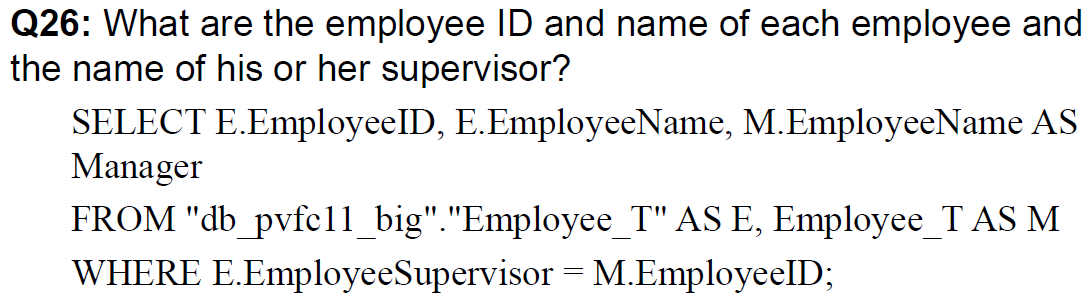 Q26: What are the employee ID and name of each employee and
the name of his or her supervisor?
SELECT E.EmployeeID, E.EmployeeName, M.EmployeeName AS
Manager
FROM "db_pvfc11_big"."Employee_T" AS E, Employee_T AS M
WHERE E.EmployeeSupervisor = M.EmployeeID;